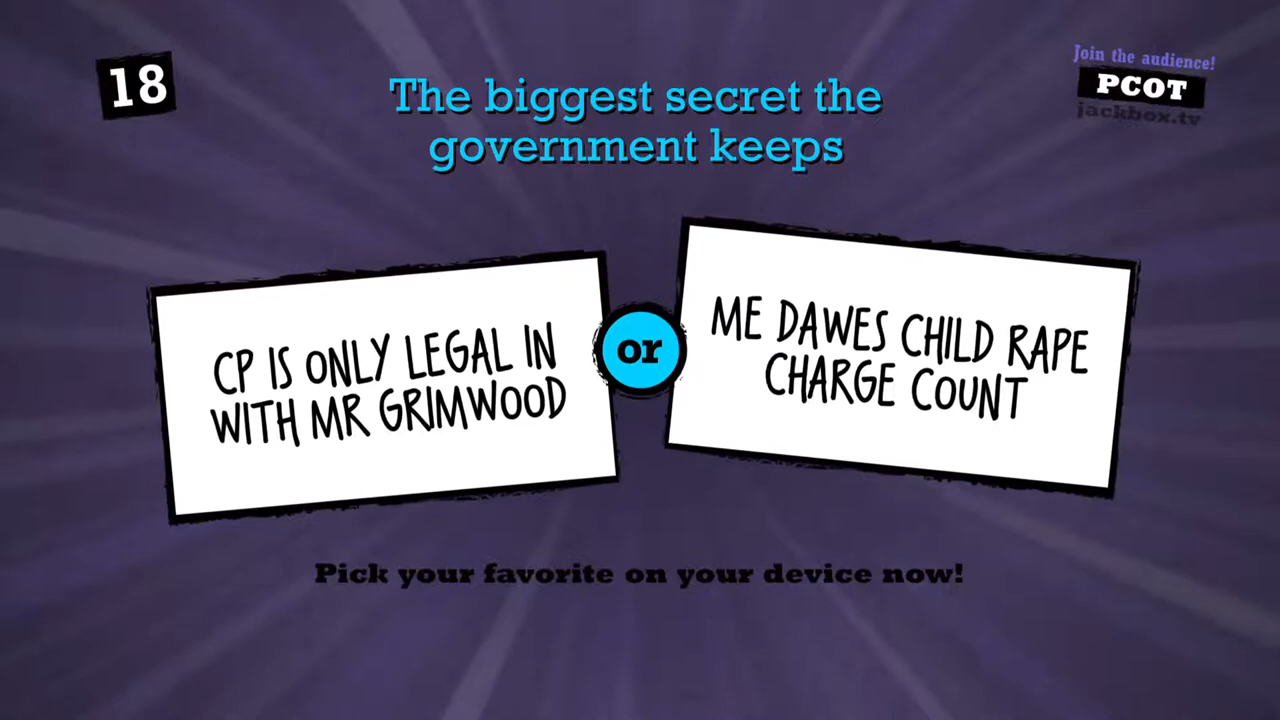 18
The biggest secret the
government keeps
Join the audience!
PCOT
jackbox.tv
CP IS ONLY LEGAL IN
WITH MR GRIMWOOD
or
ME DAWES CHILD RAPE
CHARGE COUNT
Pick your favorite on your device now!